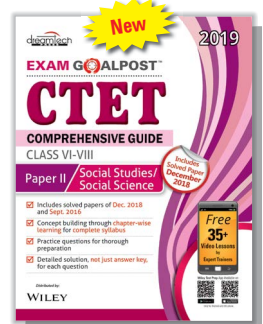 New
dreamtech
PRESS
2019
EXAM GOALPOST™
CTET
COMPREHENSIVE GUIDE
CLASS VI-VIII
Paper II
Social Studies/
Social Science
Includes
Solved Paper
December
2018
Includes solved papers of Dec. 2018
and Sept. 2016
Concept building through chapter-wise
learning for complete syllabus
Practice questions for thorough
preparation
Detailed solution, not just answer key,
for each question
Free
35+
Video Lessons
by
Expert Trainers
Distributed by:
WILEY